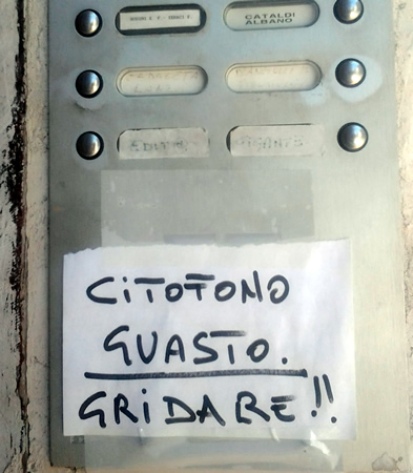 CATALDI
ALBANO
CITOFONO
GUASTO.
GRIDARE!!